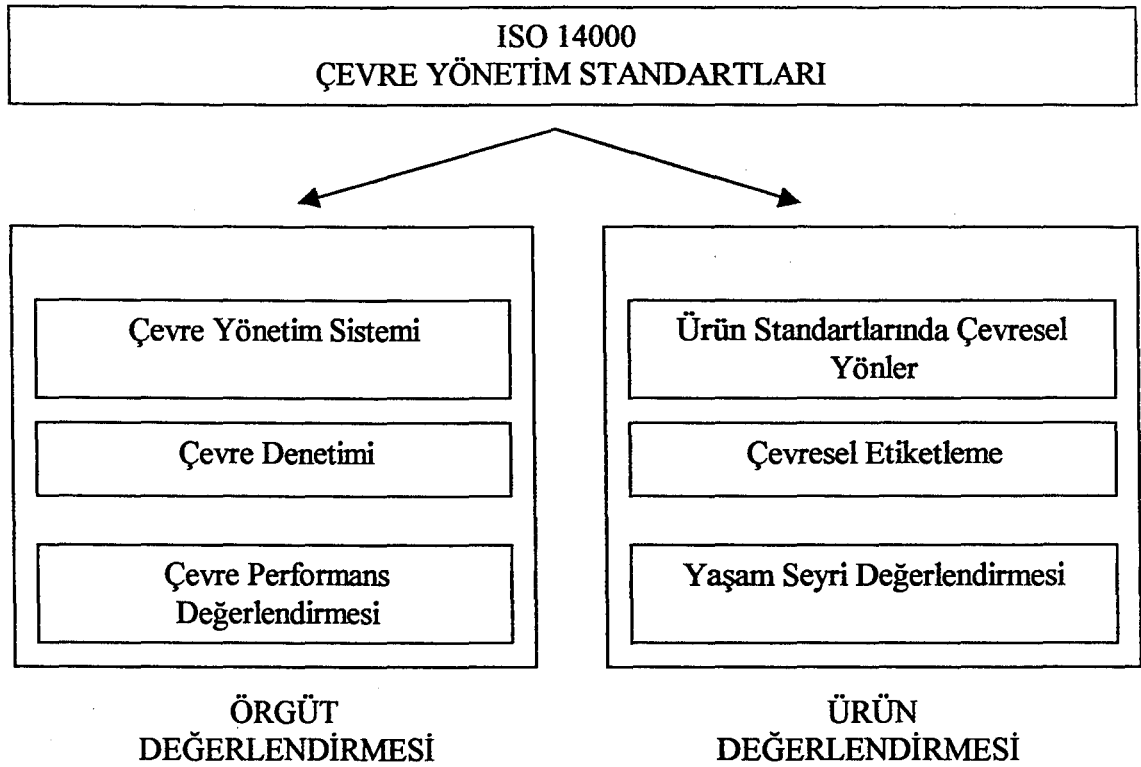 ISO 14000
ÇEVRE YÖNETİM STANDARTLARI
Çevre Yönetim Sistemi
Çevre Denetimi
Çevre Performans
Değerlendirmesi
ÖRGÜT
DEĞERLENDİRMESİ
Ürün Standartlarında Çevresel
Yönler
Çevresel Etiketleme
Yaşam Seyri Değerlendirmesi
ÜRÜN
DEĞERLENDİRMESİ